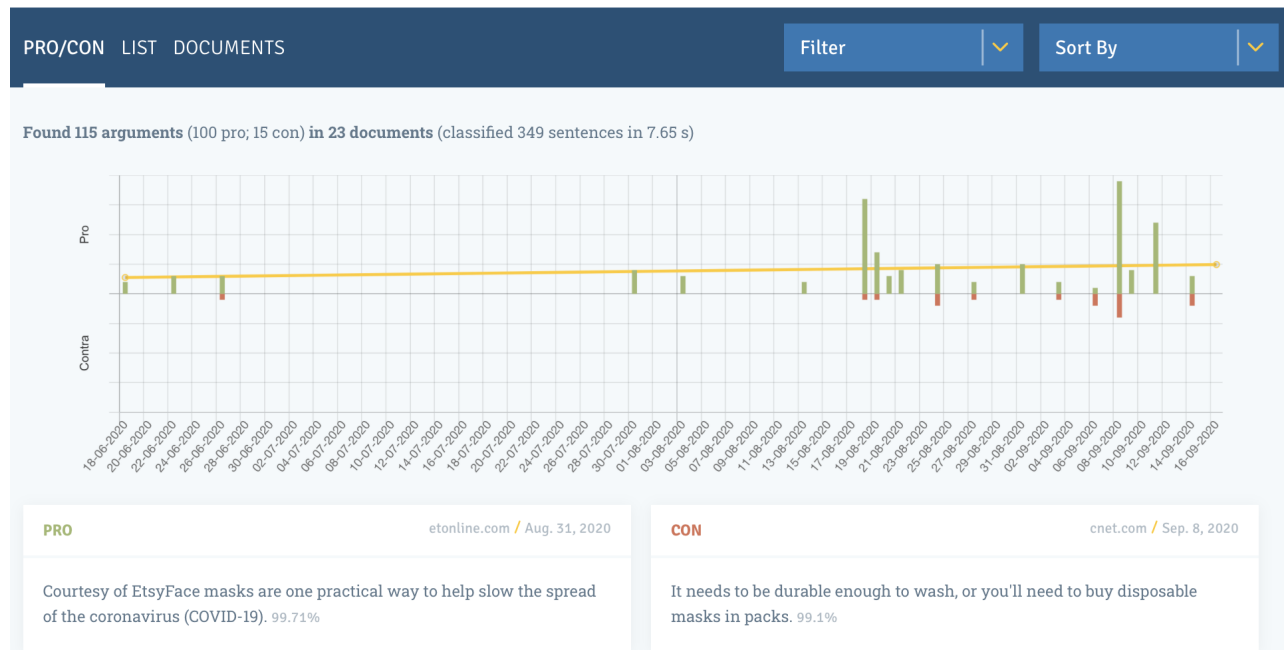 PRO/CON LIST DOCUMENTS Filter Sort By
Found 115 arguments (100 pro; 15 con) in 23 documents (classified 349 sentences in 7.65 s)
Pro
Contra
18-06-2020 20-06-2020 22-06-2020 24-06-2020 26-06-2020 28-06-2020 30-06-2020 02-07-2020 04-07-2020 06-07-2020 08-07-2020 10-07-2020 12-07-2020 14-07-2020 16-07-2020 18-07-2020 20-07-2020 22-07-2020 24-07-2020 26-07-2020 28-07-2020 30-07-2020 01-08-2020 03-08-2020 05-08-2020 07-08-2020 09-08-2020 11-08-2020 13-08-2020 15-08-2020 17-08-2020 19-08-2020 21-08-2020 23-08-2020 25-08-2020 27-08-2020 29-08-2020 31-08-2020 02-09-2020 04-09-2020 06-09-2020 08-09-2020 10-09-2020 12-09-2020 14-09-2020 16-09-2020
PRO etonline.com / Aug. 31, 2020
Courtesy of EtsyFace masks are one practical way to help slow the spread
of the coronavirus (COVID-19). 99.71%
CON cnet.com / Sep. 8, 2020
It needs to be durable enough to wash, or you'll need to buy disposable
masks in packs. 99.1%